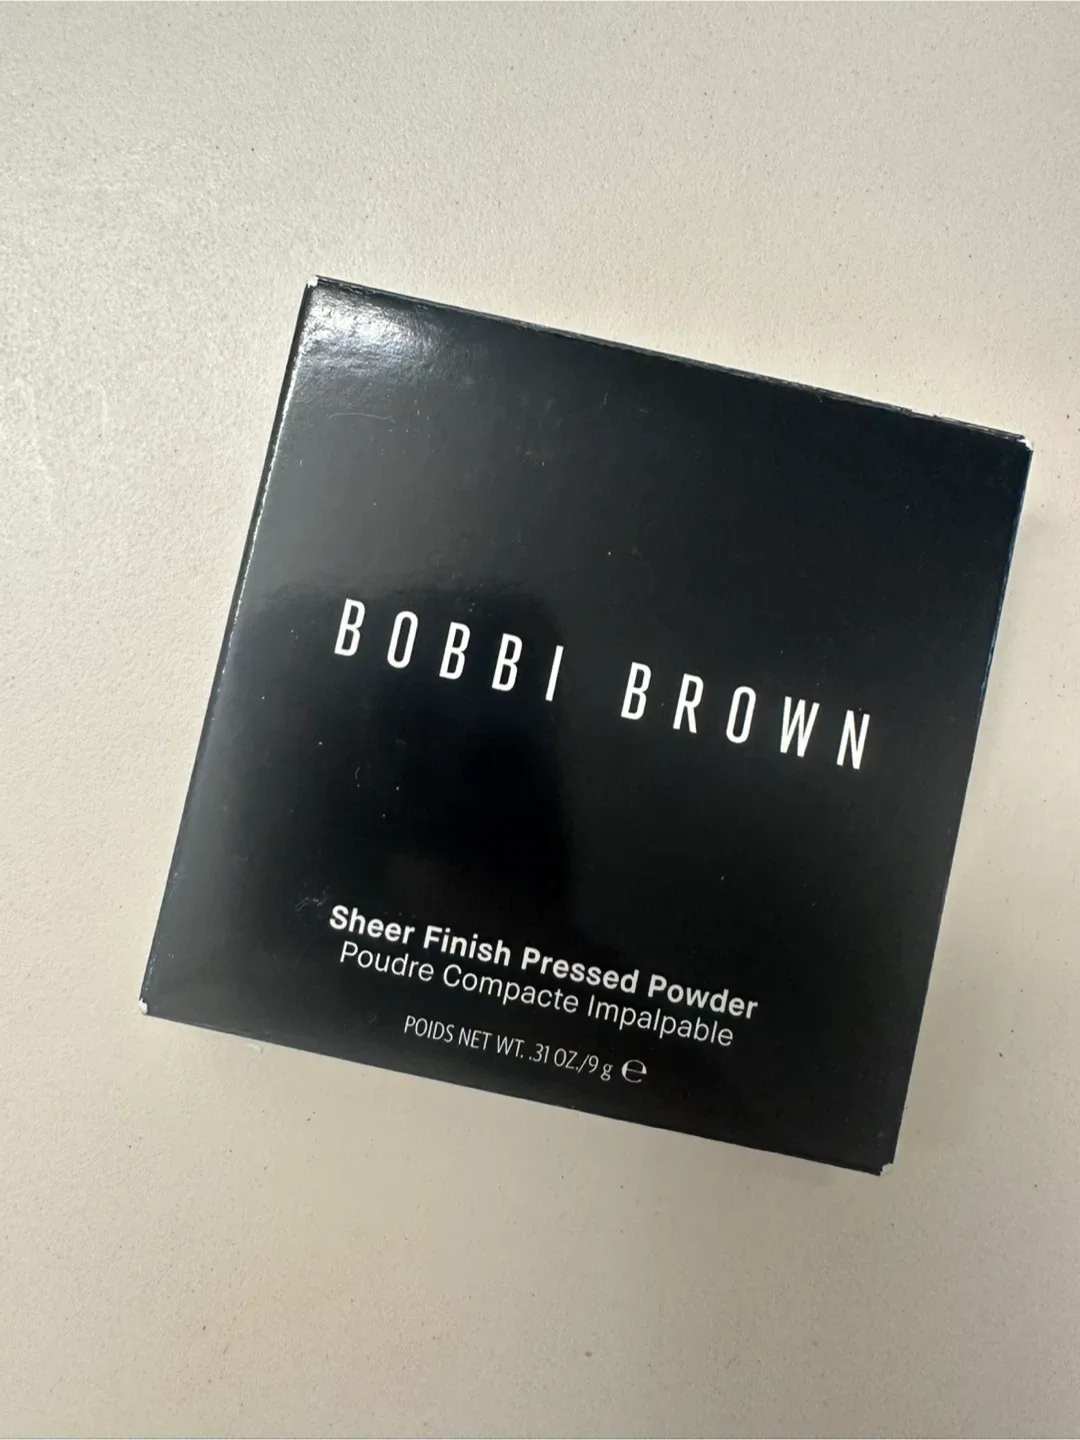 BOBBI BROWN
Sheer Finish Pressed Powder
Poudre Compacte Impalpable
POIDS NET WT. .31 OZ./9 g ℮